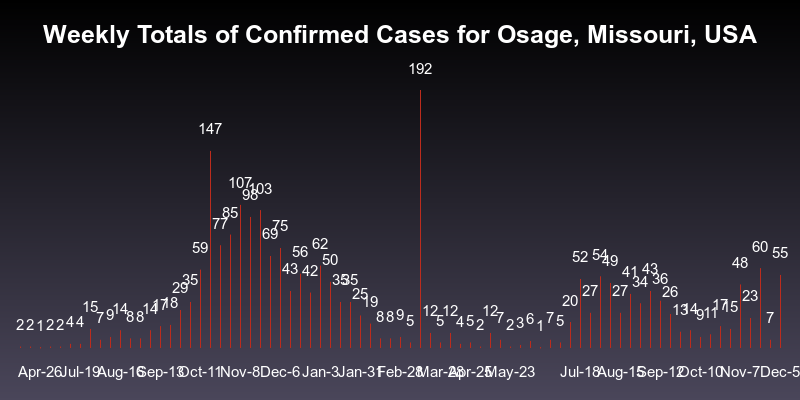 Weekly Totals of Confirmed Cases for Osage, Missouri, USA
2 2 1 2 2 4 4 15 7 9 14 8 8 14 17 18 29 35 59 147 77 85 107 98 103 69 75 43 56 42 62 50 35 35 25 19 8 8 9 5 192 12 5 12 4 5 2 12 7 2 3 6 1 7 5 20 52 27 54 49 27 41 34 43 36 26 13 14 9 11 17 15 48 23 60 7 55
Apr-26 Jul-19 Aug-16 Sep-13 Oct-11 Nov-8 Dec-6 Jan-3 Jan-31 Feb-28 Mar-28 Apr-25 May-23 Jul-18 Aug-15 Sep-12 Oct-10 Nov-7 Dec-5